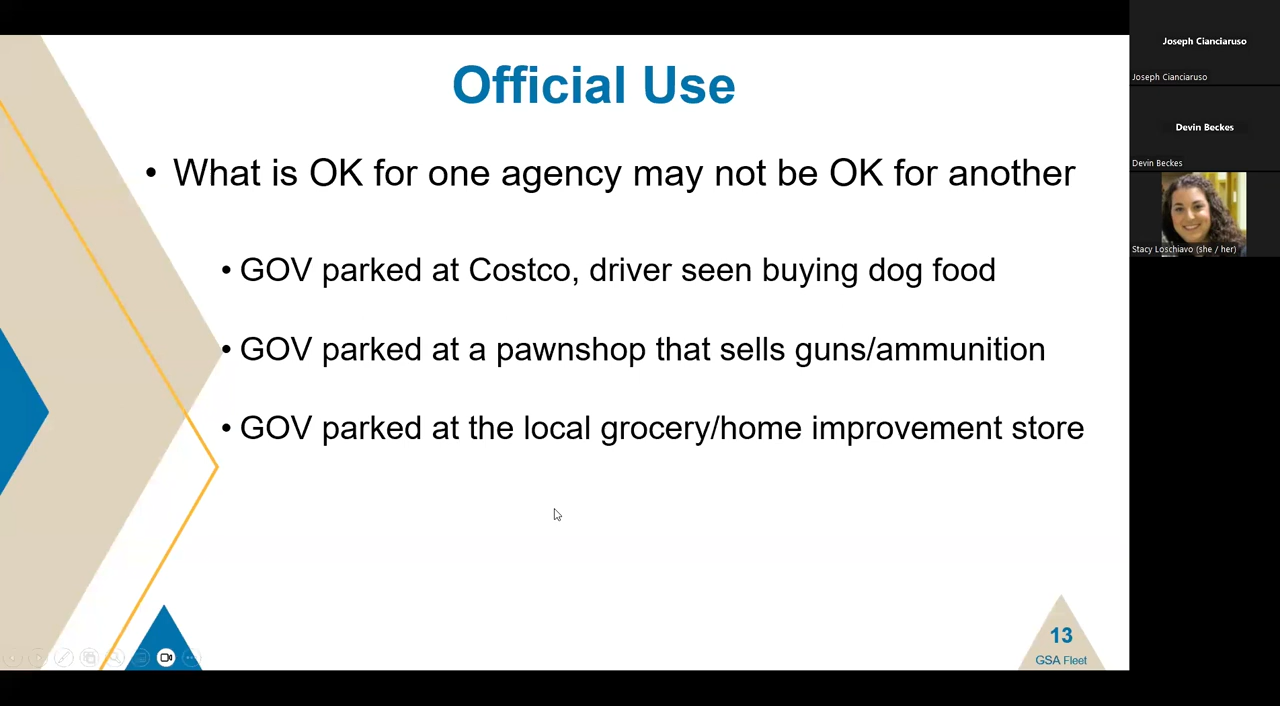 Official Use
• What is OK for one agency may not be OK for another
• GOV parked at Costco, driver seen buying dog food
• GOV parked at a pawnshop that sells guns/ammunition
• GOV parked at the local grocery/home improvement store
13
GSA Fleet
Joseph Cianciaruso
Joseph Cianciaruso
Devin Beckes
Devin Beckes
Stacy Loschiavo (she / her)